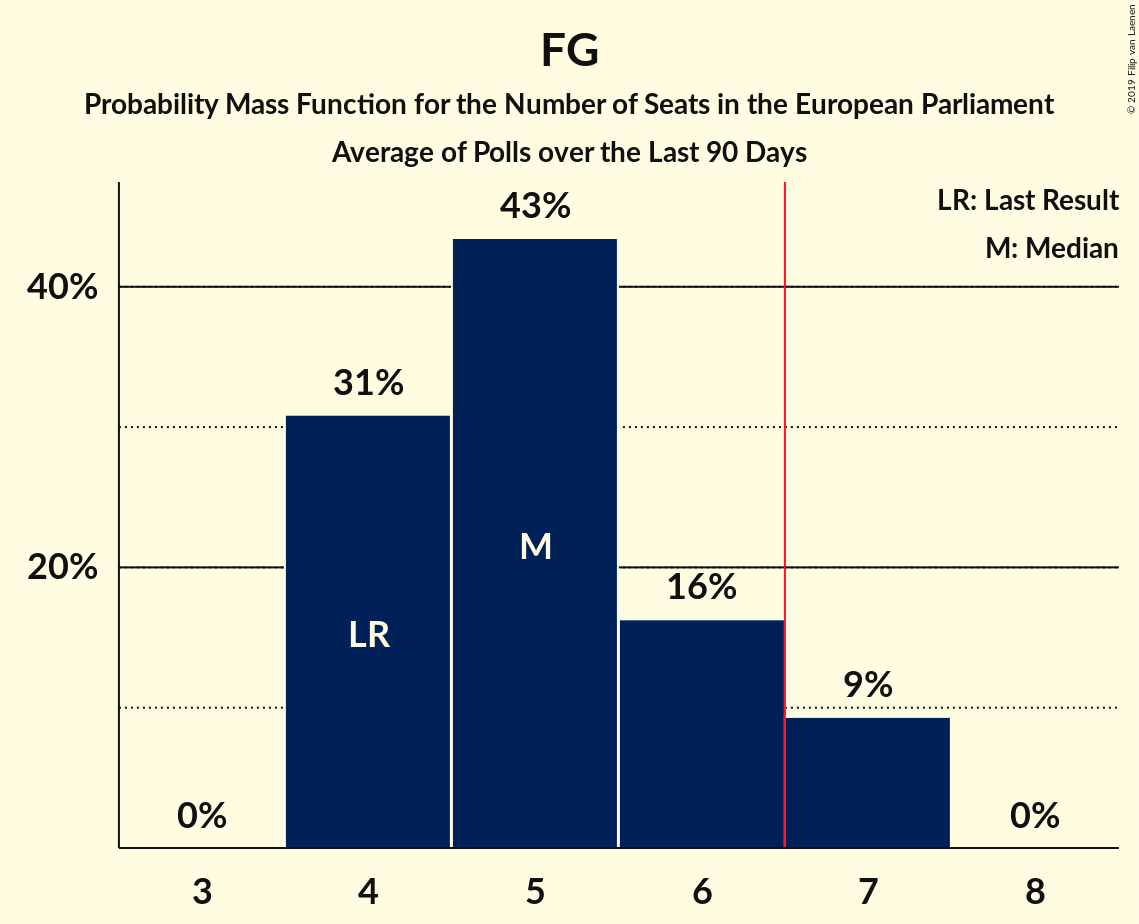 FG
Probability Mass Function for the Number of Seats in the European Parliament
Average of Polls over the Last 90 Days
© 2019 Filip van Laenen
LR: Last Result
M: Median
43%
40%
31%
M
20%
16%
LR
9%
0%
0%
3 4 5 6 7 8